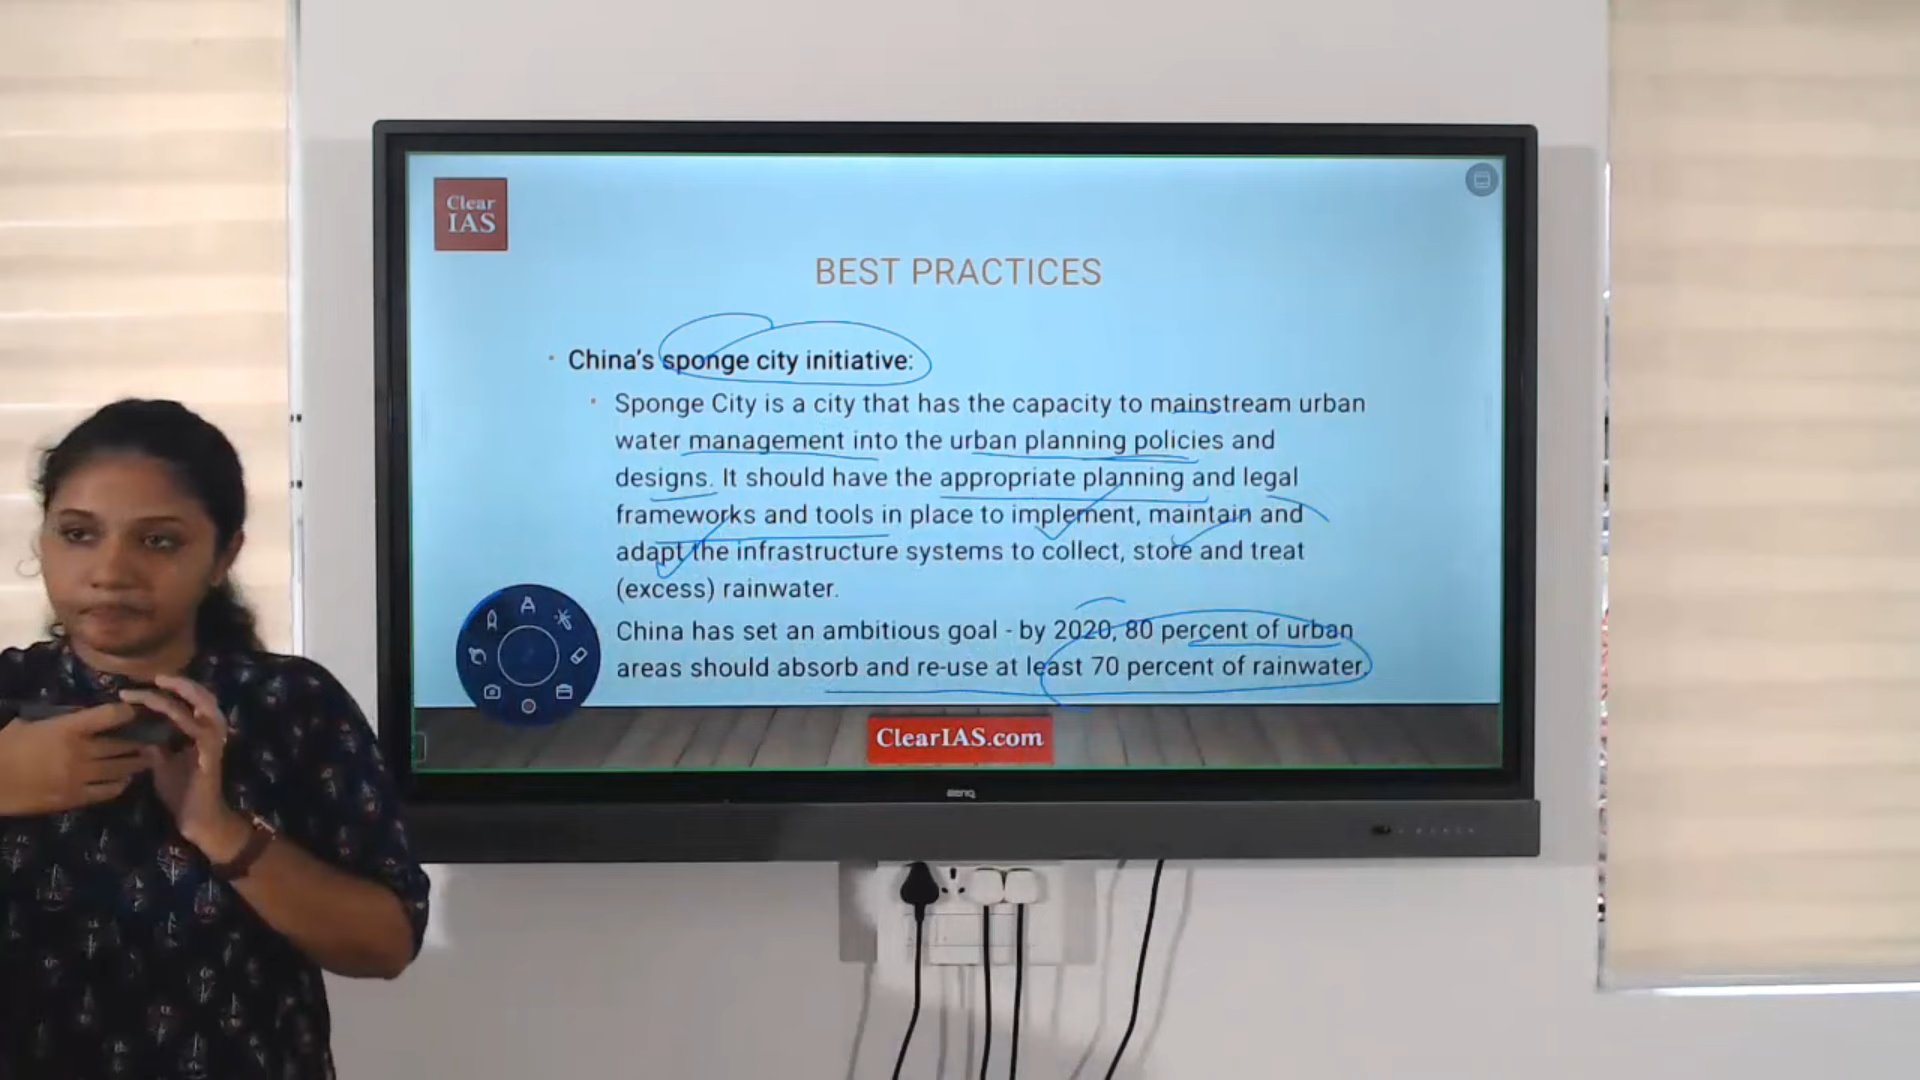 Clear
IAS
BEST PRACTICES
China's sponge city initiative:
Sponge City is a city that has the capacity to mainstream urban
water management into the urban planning policies and
designs. It should have the appropriate planning and legal
frameworks and tools in place to implement, maintain and
adapt the infrastructure systems to collect, store and treat
(excess) rainwater.
China has set an ambitious goal - by 2020, 80 percent of urban
areas should absorb and re-use at least 70 percent of rainwater.
ClearIAS.com
BenQ